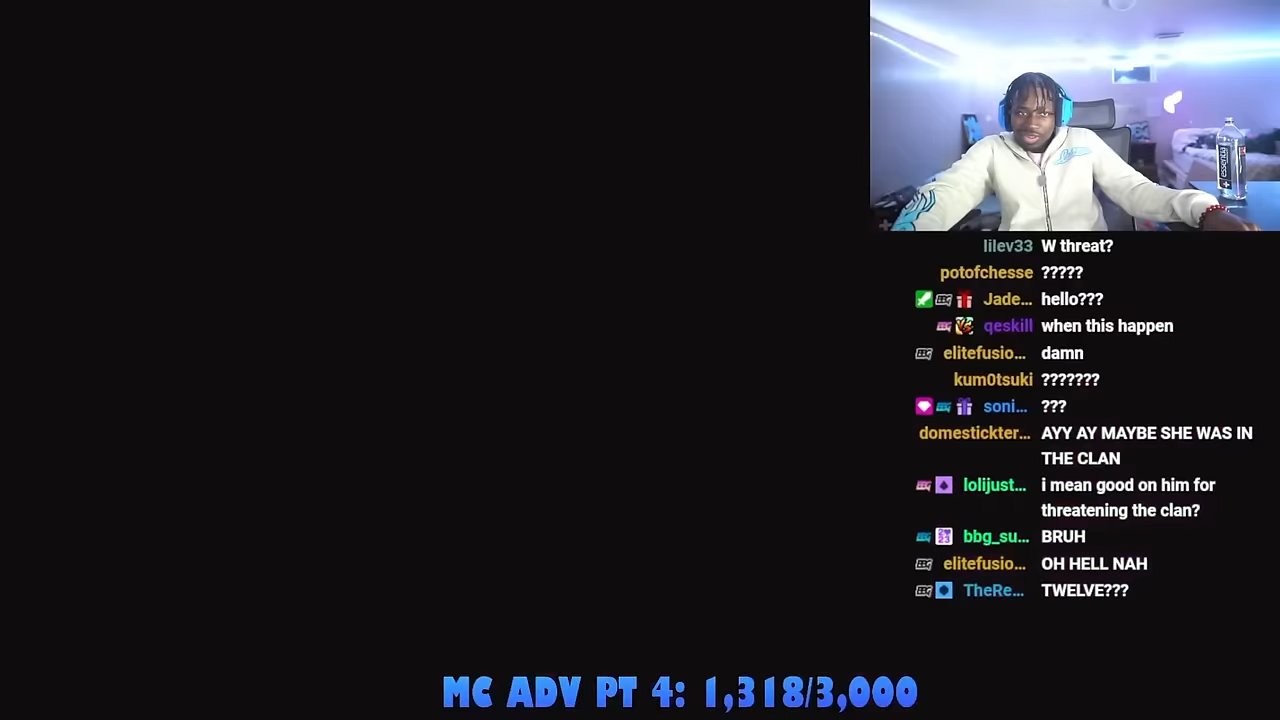 essentia
lilev33 W threat?
potofchesse ?????
Jade... hello???
qeskill when this happen
elitefusio... damn
kum0tsuki ???????
soni... ???
domestickter... AYY AY MAYBE SHE WAS IN
THE CLAN
lolijust... i mean good on him for
threatening the clan?
bbg_su... BRUH
elitefusio... OH HELL NAH
TheRe... TWELVE???
MC ADV PT 4: 1,318/3,000